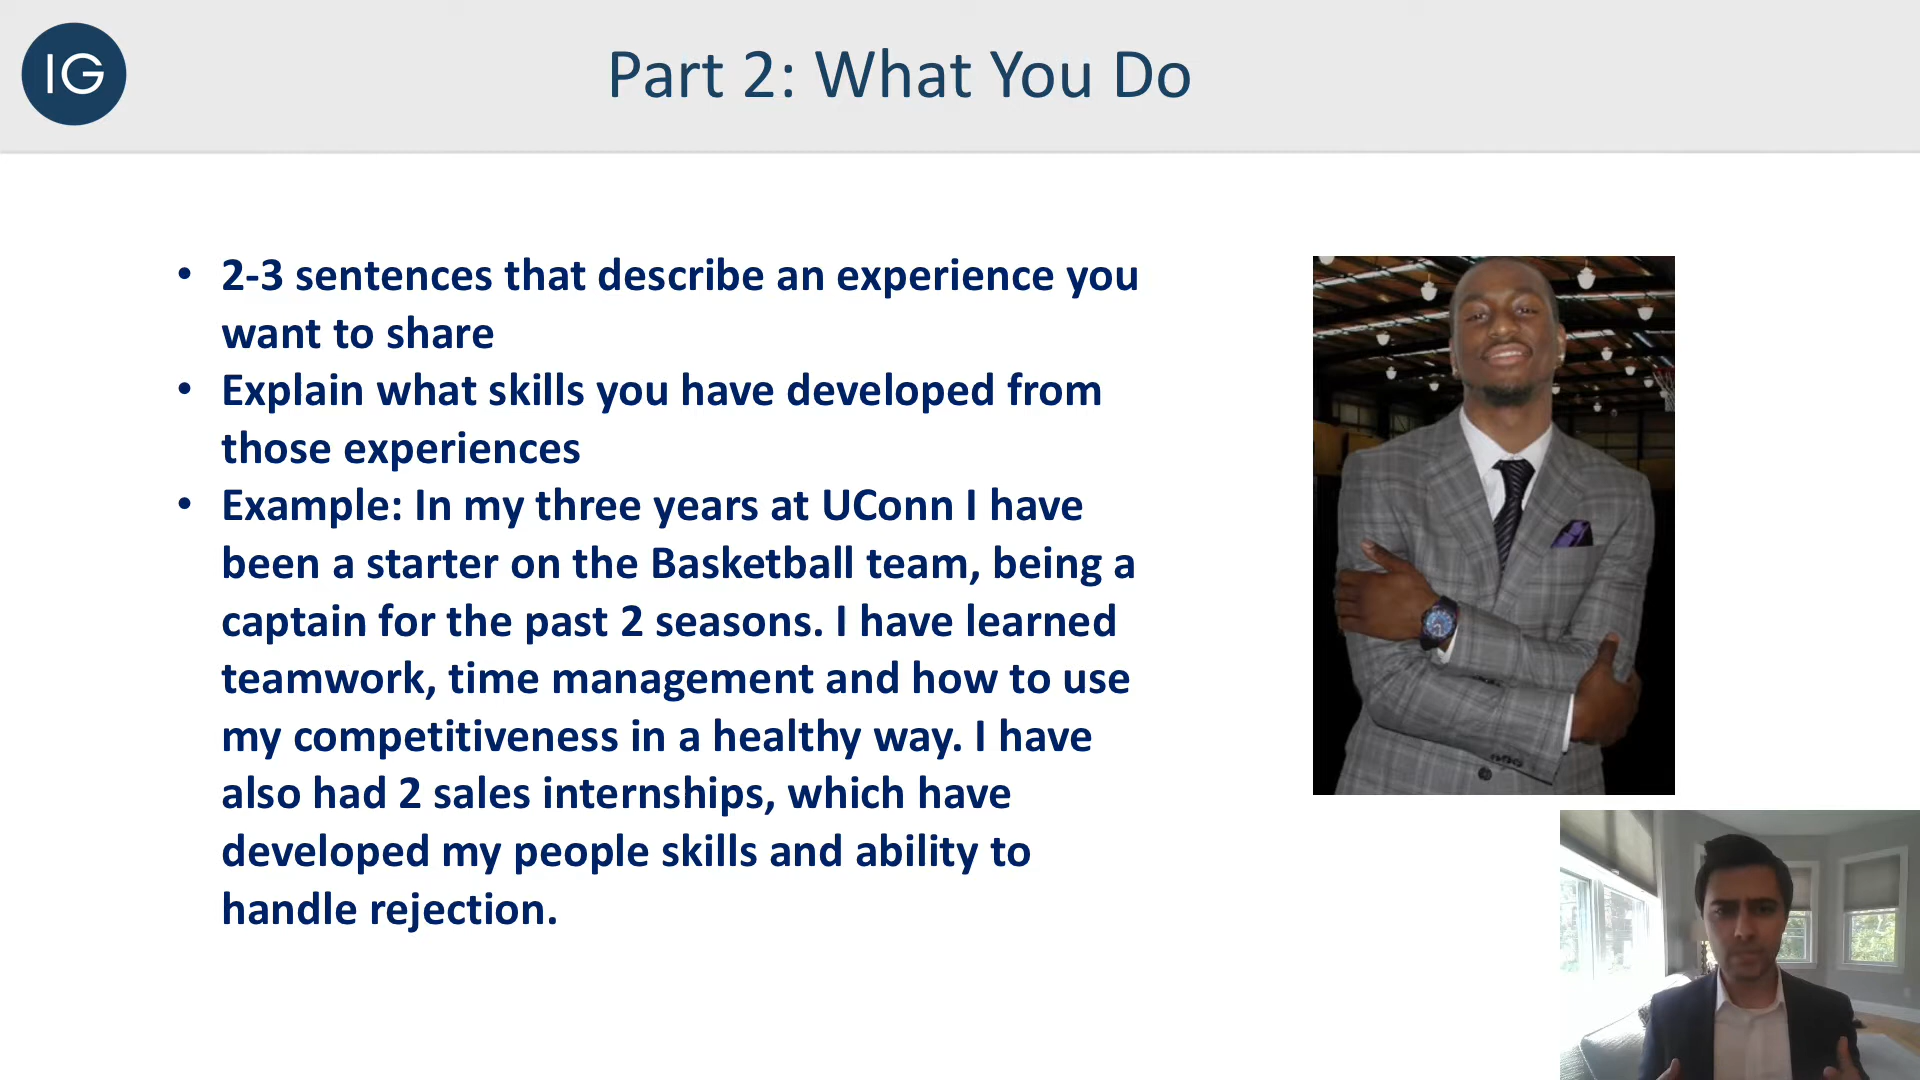 IG
Part 2: What You Do
• 2-3 sentences that describe an experience you
want to share
• Explain what skills you have developed from
those experiences
• Example: In my three years at UConn I have
been a starter on the Basketball team, being a
captain for the past 2 seasons. I have learned
teamwork, time management and how to use
my competitiveness in a healthy way. I have
also had 2 sales internships, which have
developed my people skills and ability to
handle rejection.